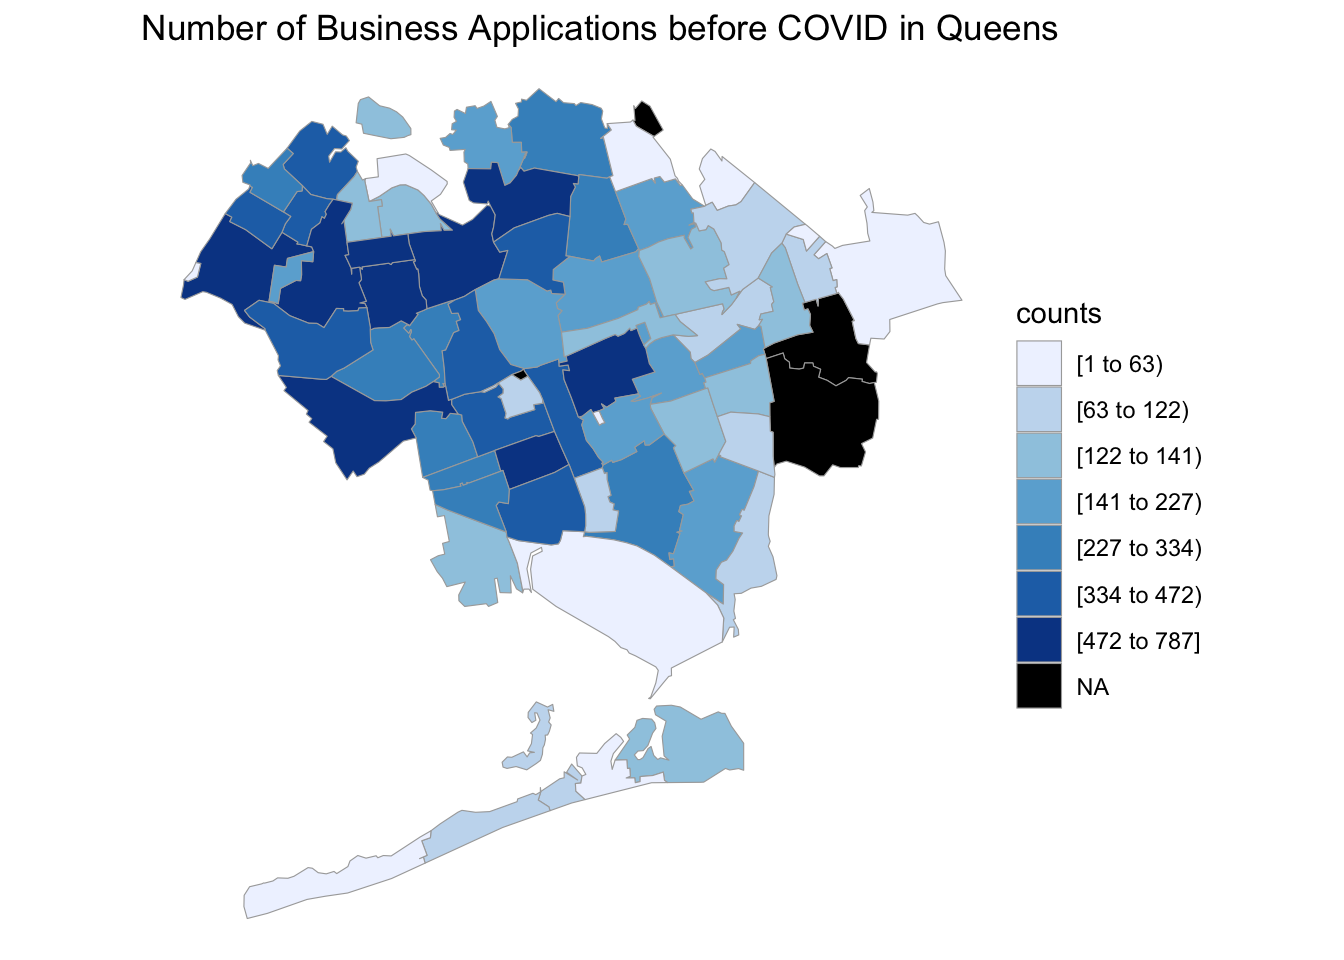 Number of Business Applications before COVID in Queens
counts
[1 to 63)
[63 to 122)
[122 to 141)
[141 to 227)
[227 to 334)
[334 to 472)
[472 to 787]
NA